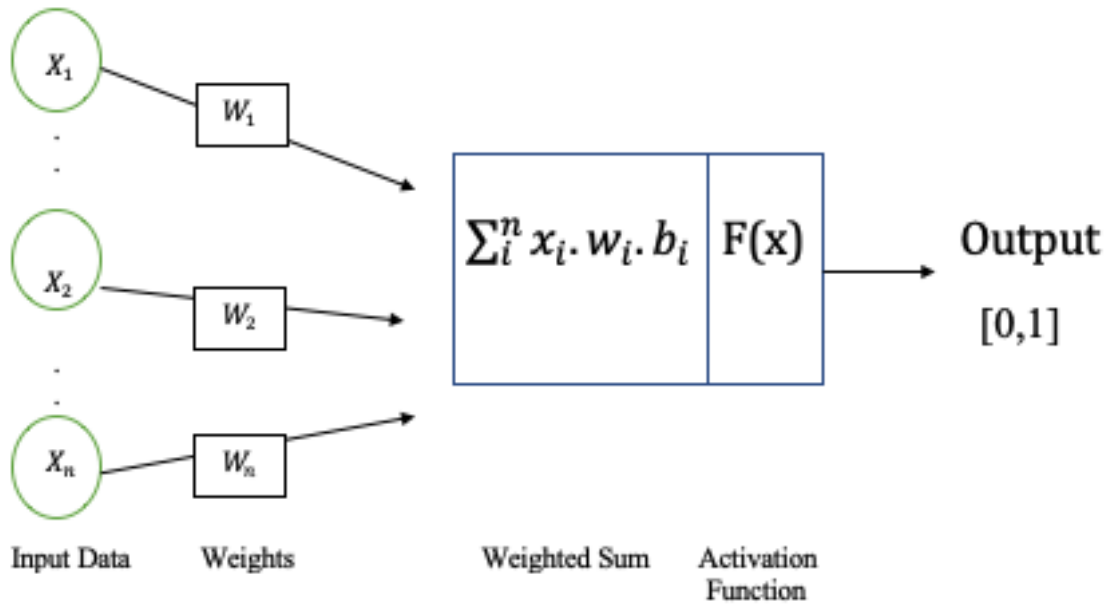 X₁
W₁
X₂
W₂
Xₙ
Wₙ
∑ᵢⁿ xᵢ. wᵢ. bᵢ
F(x)
Output
[0,1]
Input Data
Weights
Weighted Sum
Activation
Function